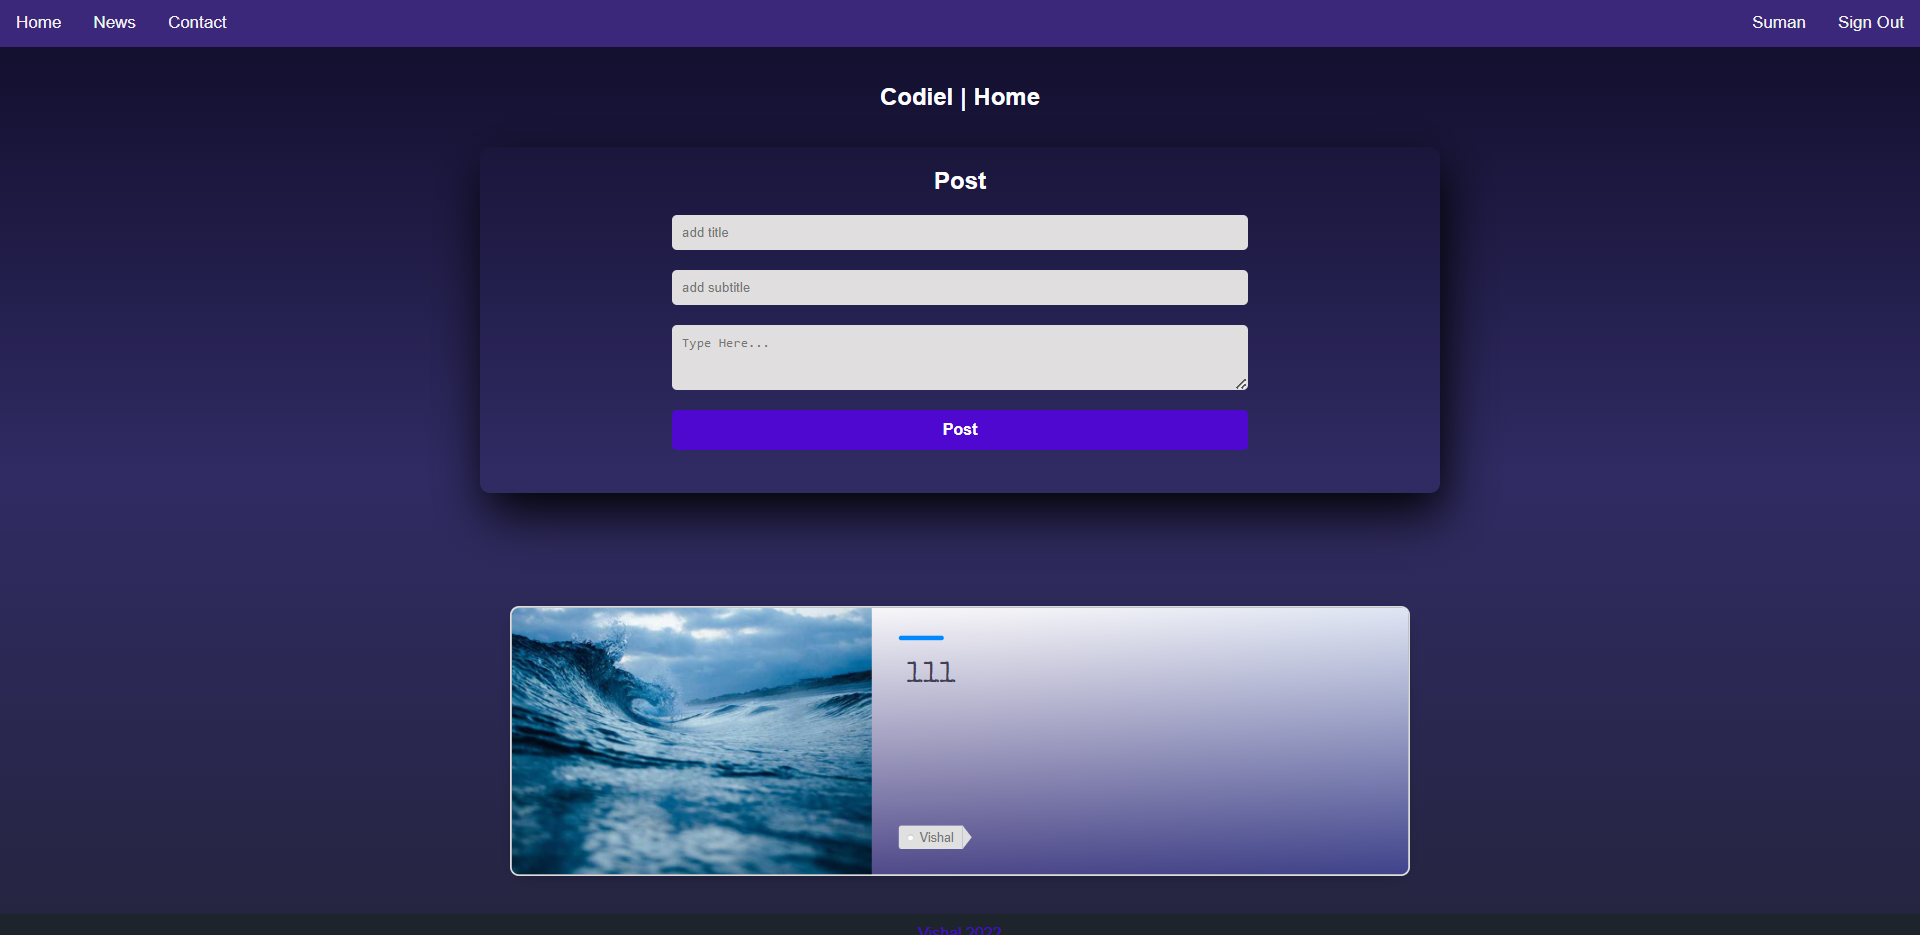 Home News Contact Suman Sign Out
Codiel | Home
Post
add title
add subtitle
Type Here...
Post
111
Vishal
Vishal 2022